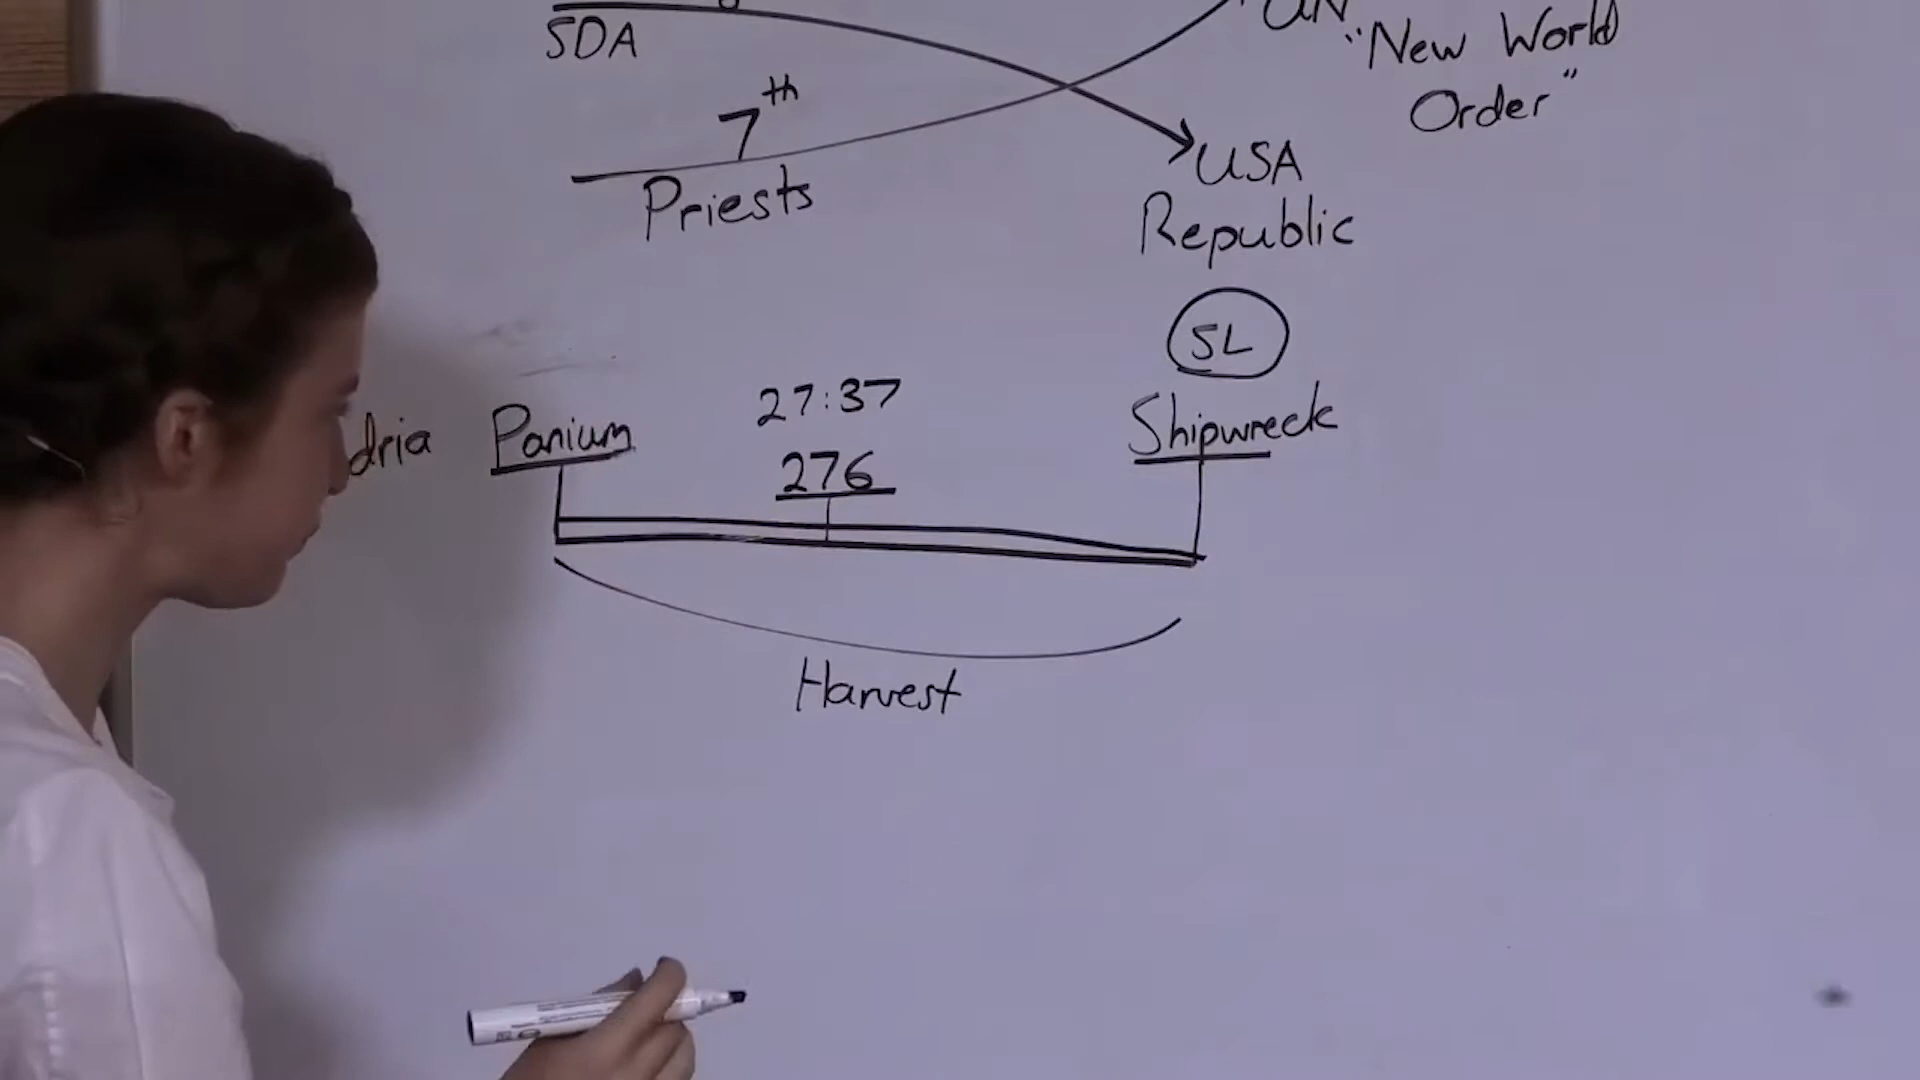 SDA
UN
"New World
Order"
7th
Priests
USA
Republic
SL
27:37
dria Panium
276
Shipwreck
Harvest